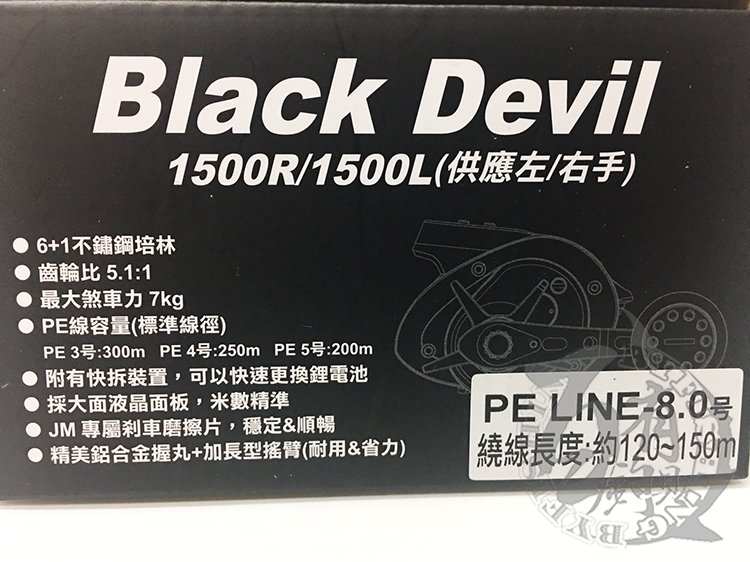 Black Devil
1500R/1500L(供應左/右手)
● 6+1不鏽鋼培林
● 齒輪比 5.1:1
● 最大煞車力 7kg
● PE線容量(標準線徑)
PE 3号:300m PE 4号:250m PE 5号:200m
● 附有快拆裝置，可以快速更換鋰電池
● 採大面液晶面板，米數精準
● JM 專屬剎車磨擦片，穩定&順暢
● 精美鋁合金握丸+加長型搖臂(耐用&省力)
PE LINE-8.0号
繞線長度:約120~150m